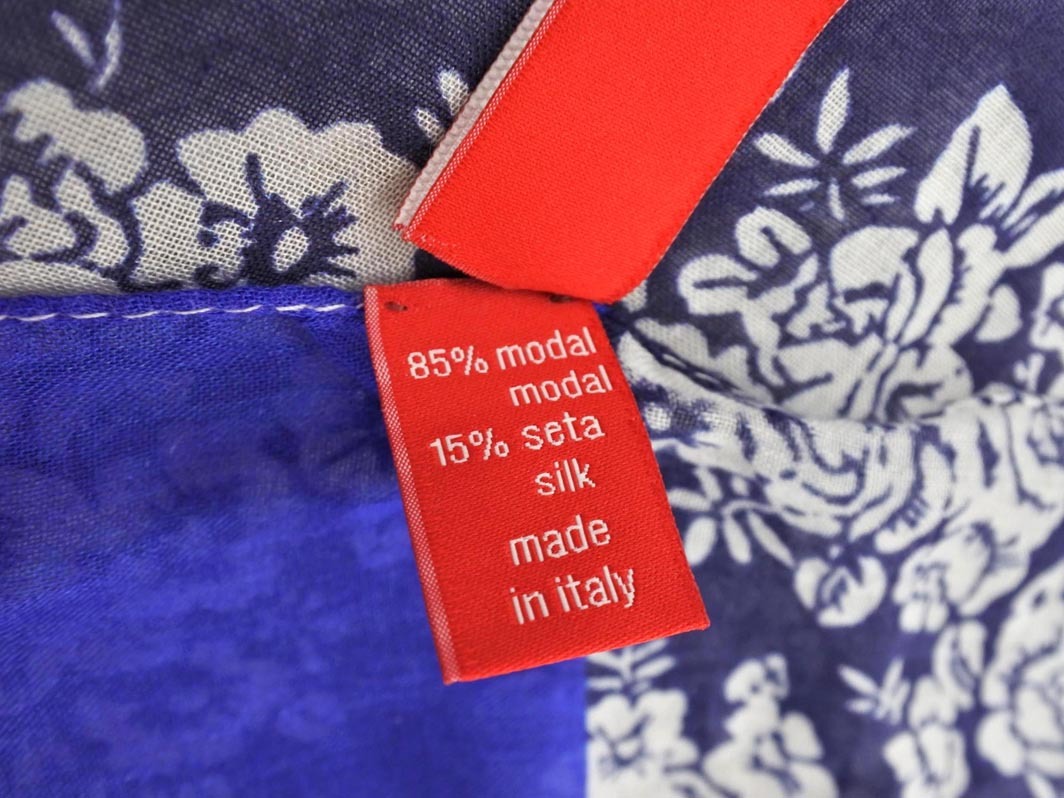 85% modal
modal
15% seta
silk
made
in italy